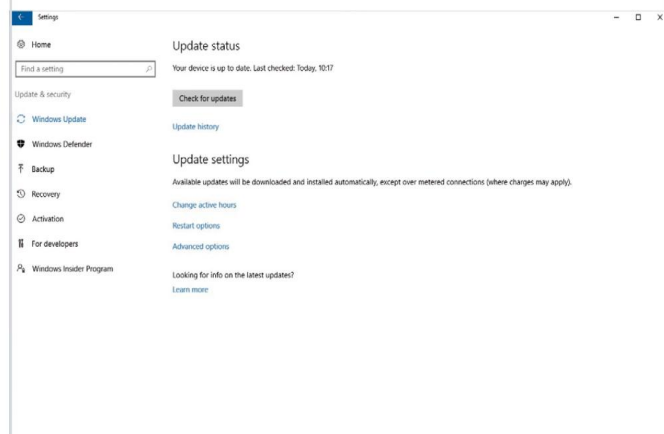 Settings
Home
Find a setting
Update & security
Windows Update
Windows Defender
Backup
Recovery
Activation
For developers
Windows Insider Program
Update status
Your device is up to date. Last checked: Today, 10:17
Check for updates
Update history
Update settings
Available updates will be downloaded and installed automatically, except over metered connections (where charges may apply).
Change active hours
Restart options
Advanced options
Looking for info on the latest updates?
Learn more